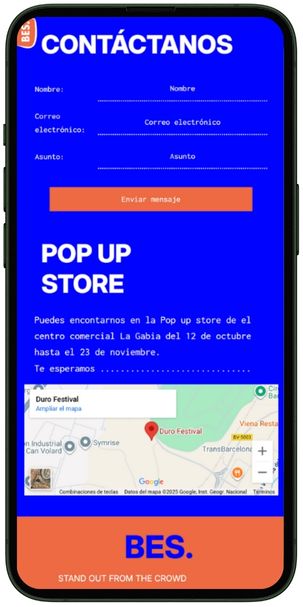 BES.
CONTÁCTANOS
Nombre:
Nombre
Correo
electrónico:
Correo electrónico
Asunto:
Asunto
Enviar mensaje
POP UP
STORE
Puedes encontarnos en la Pop up store de el
centro comercial La Gabia del 12 de octubre
hasta el 23 de noviembre.
Te esperamos ............................
Duro Festival
Ampliar el mapa
Duro Festival
Viena Resta
BV-5003
TransBarcelona
n Industrial
Can Volard
Symrise
Google
Combinaciones de teclas
Datos del mapa ©2025 Google, Inst. Geogr. Nacional
Términos
BES.
STAND OUT FROM THE CROWD